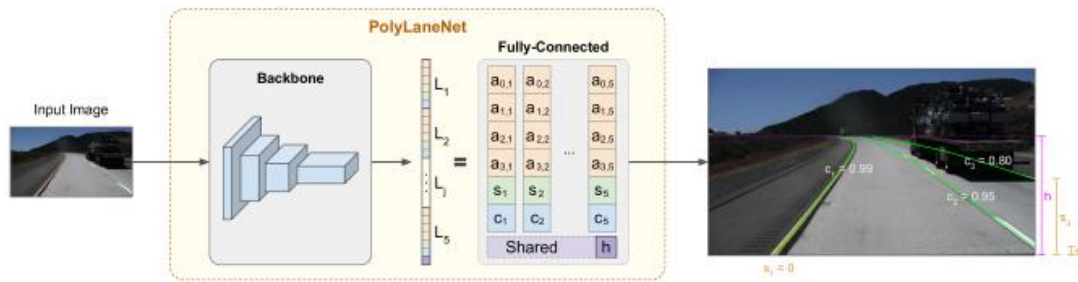 PolyLaneNet
Fully-Connected
Backbone
Input Image
L1
L2
Lj
L5
=
a0,1 a0,2 a0,5
a1,1 a1,2 a1,5
a2,1 a2,2 ... a2,5
a3,1 a3,2 a3,5
s1 s2 s5
c1 c2 c5
Shared h
c1 = 0.99
c3 = 0.80
c2 = 0.95
h
s1 = 0